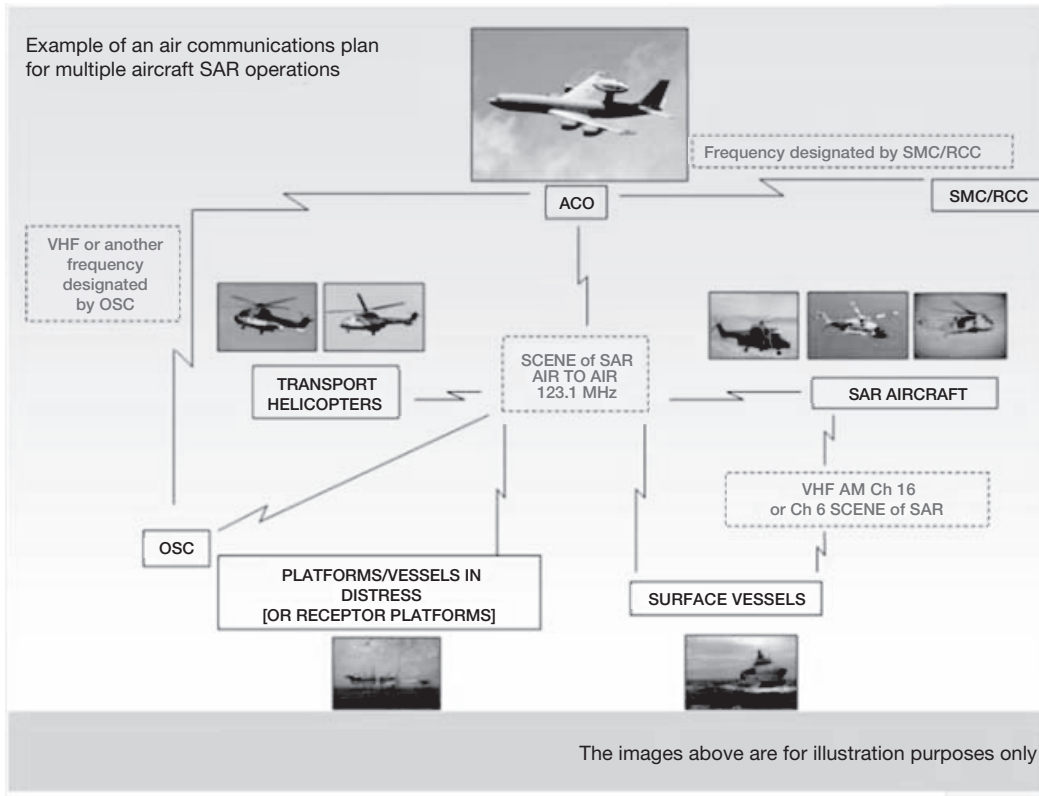 Example of an air communications plan
for multiple aircraft SAR operations
Frequency designated by SMC/RCC
ACO
SMC/RCC
VHF or another
frequency
designated
by OSC
SCENE of SAR
AIR TO AIR
123.1 MHz
TRANSPORT
HELICOPTERS
SAR AIRCRAFT
VHF AM Ch 16
or Ch 6 SCENE of SAR
OSC
PLATFORMS/VESSELS IN
DISTRESS
[OR RECEPTOR PLATFORMS]
SURFACE VESSELS
The images above are for illustration purposes only